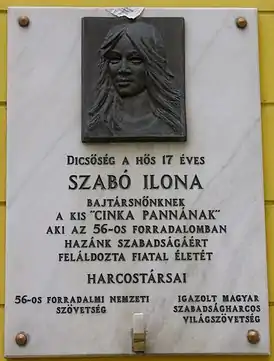 DICSŐSÉG A HŐS 17 ÉVES
SZABÓ ILONA
BAJTÁRSNŐNKNEK
A KIS "CINKA PANNÁNAK"
AKI AZ 56-OS FORRADALOMBAN
HAZÁNK SZABADSÁGÁÉRT
FELÁLDOZTA FIATAL ÉLETÉT
HARCOSTÁRSAI
56-OS FORRADALMI NEMZETI
SZÖVETSÉG
IGAZOLT MAGYAR
SZABADSÁGHARCOS
VILÁGSZÖVETSÉG